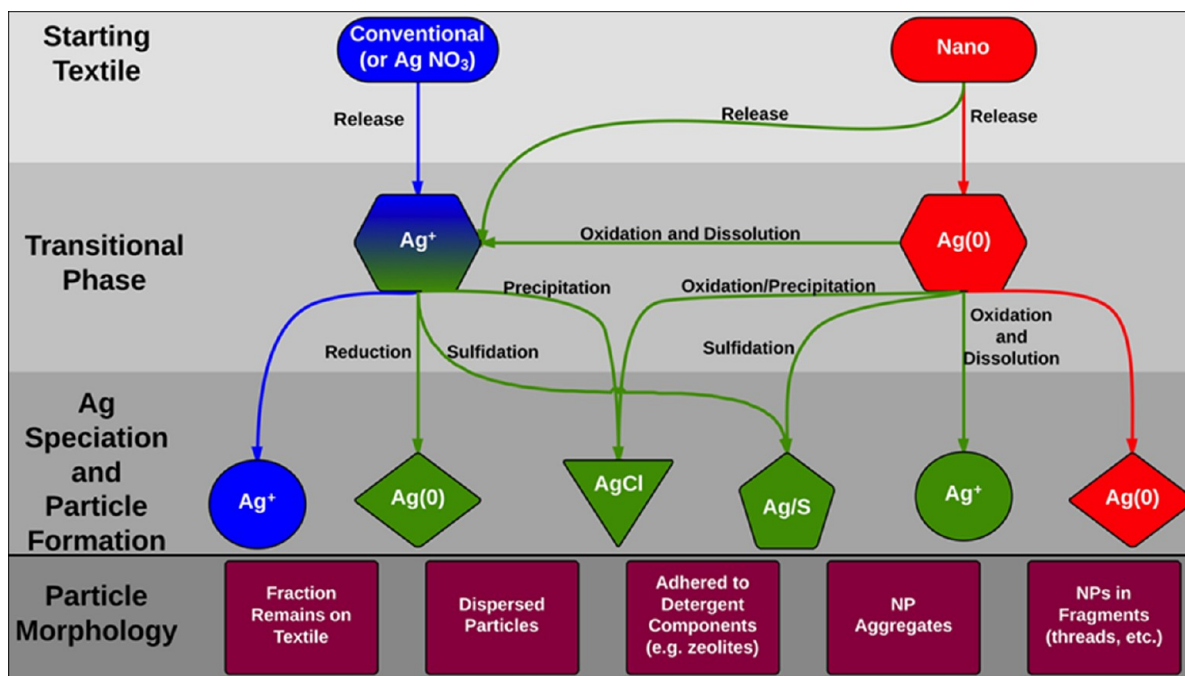 Starting
Textile
Conventional
(or Ag NO₃)
Nano
Release
Release
Release
Transitional
Phase
Ag⁺
Oxidation and Dissolution
Ag(0)
Precipitation
Oxidation/Precipitation
Reduction
Sulfidation
Sulfidation
Oxidation
and
Dissolution
Ag
Speciation
and
Particle
Formation
Ag⁺
Ag(0)
AgCl
Ag/S
Ag⁺
Ag(0)
Particle
Morphology
Fraction
Remains on
Textile
Dispersed
Particles
Adhered to
Detergent
Components
(e.g. zeolites)
NP
Aggregates
NPs in
Fragments
(threads, etc.)